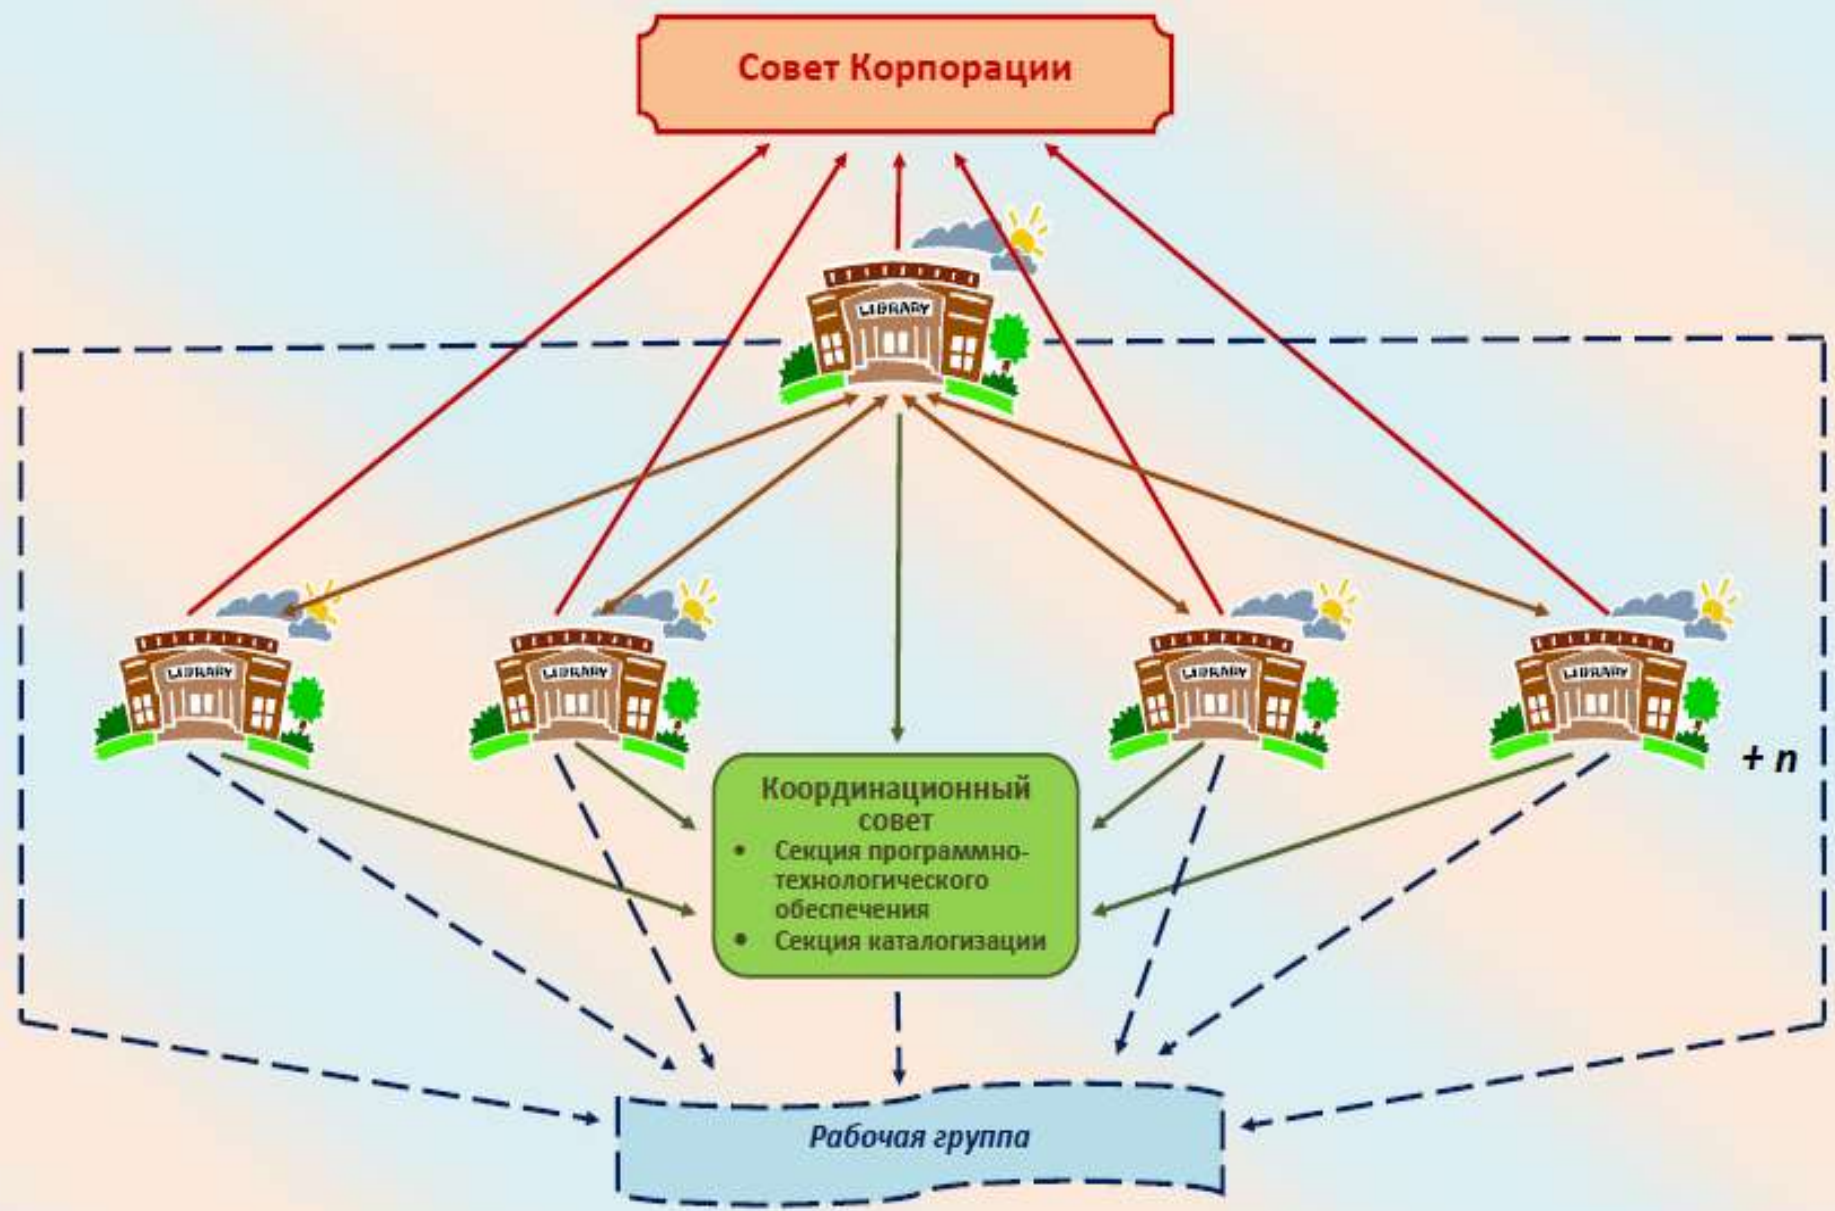 Совет Корпорации
LIBRARY
LIBRARY
LIBRARY
LIBRARY
LIBRARY
+ n
Координационный
совет
• Секция программно-
технологического
обеспечения
• Секция каталогизации
Рабочая группа